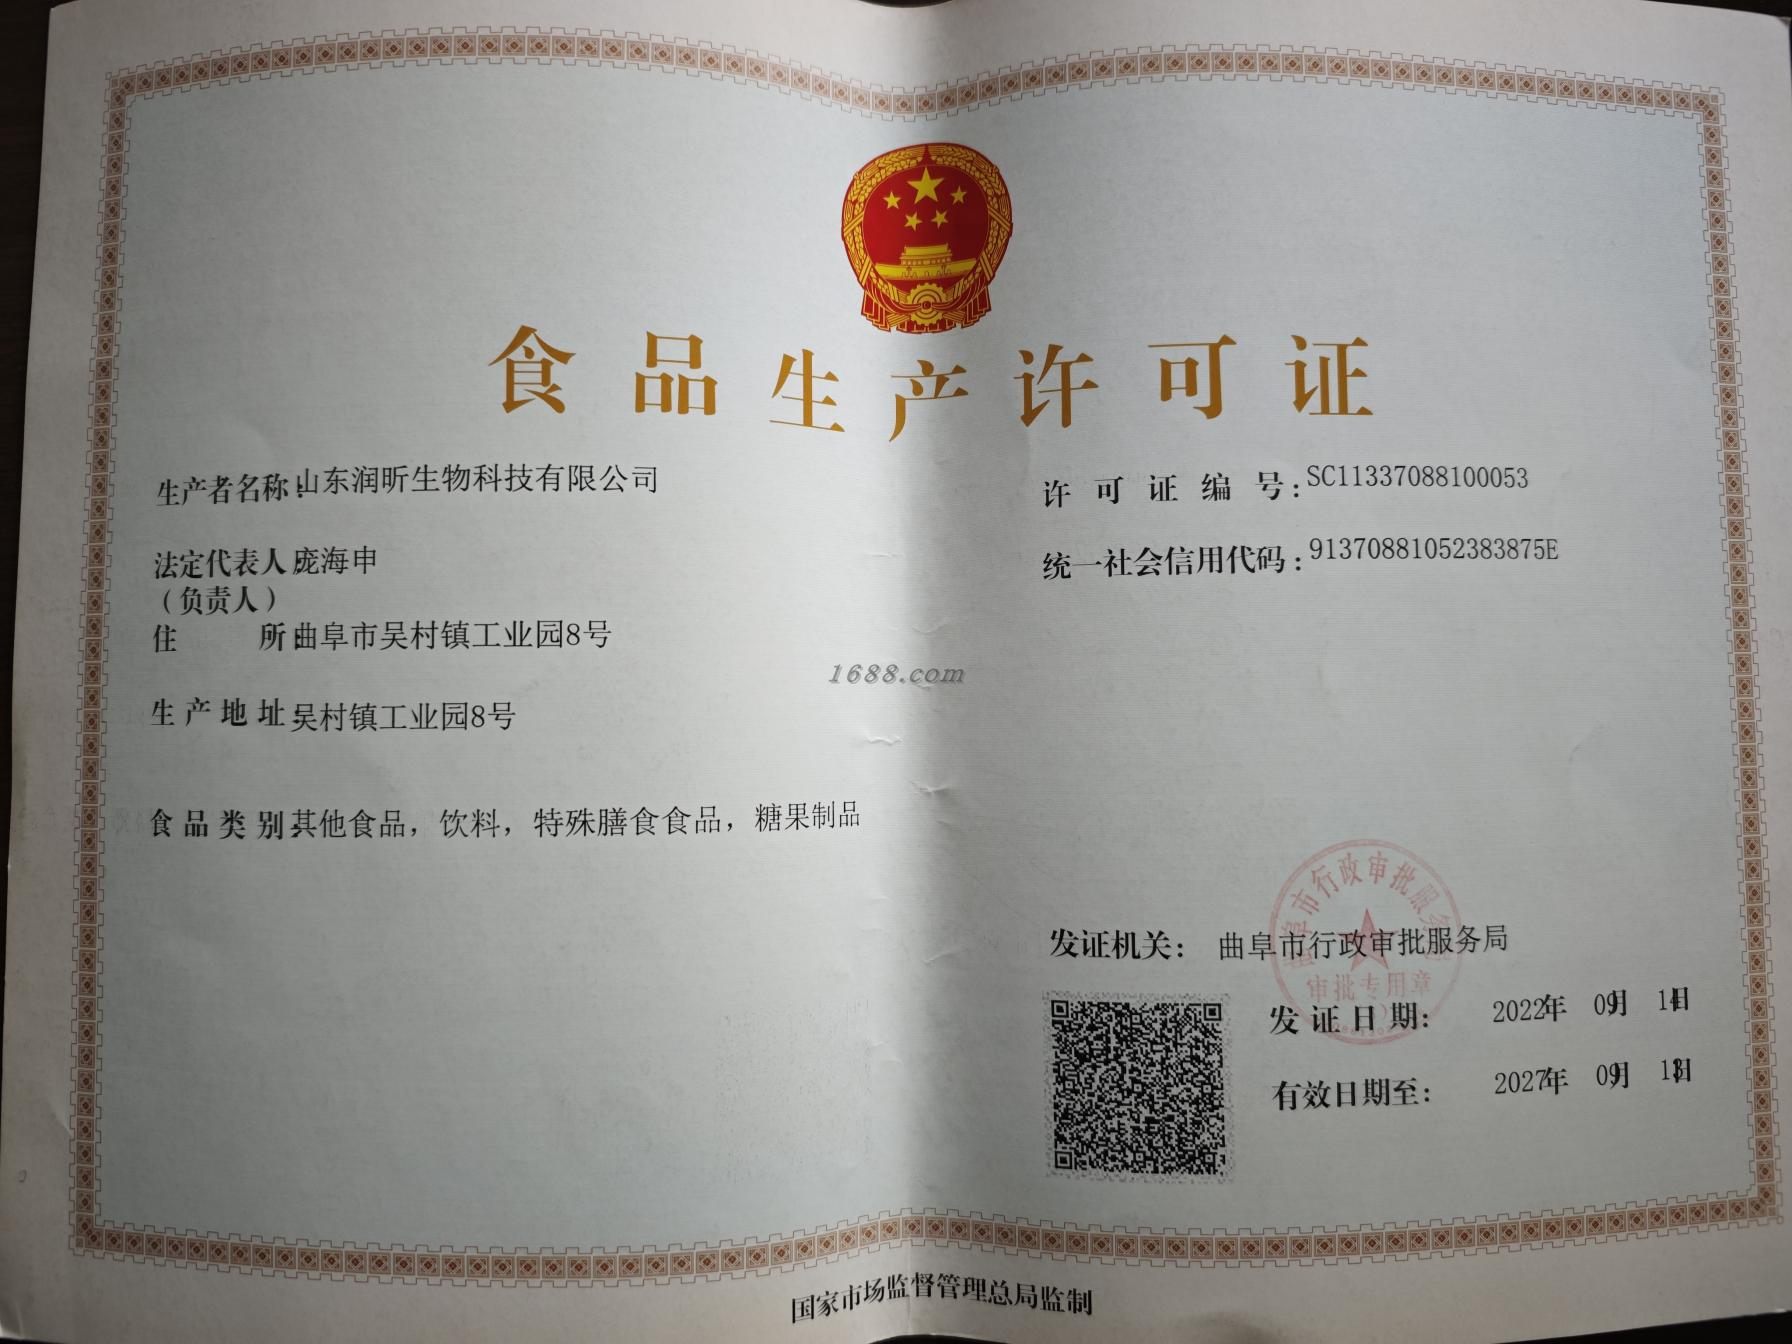 食品生产许可证
生产者名称:山东润昕生物科技有限公司
许可证编号:SC11337088100053
法定代表人:庞海申
(负责人)
统一社会信用代码:91370881052383875E
住所:曲阜市吴村镇工业园8号
1688.com
生产地址:吴村镇工业园8号
食品类别:其他食品，饮料，特殊膳食食品，糖果制品
曲阜市行政审批服务局
审批专用章
发证机关: 曲阜市行政审批服务局
发证日期: 2022年 09月 14日
有效日期至: 2027年 09月 13日
国家市场监督管理总局监制